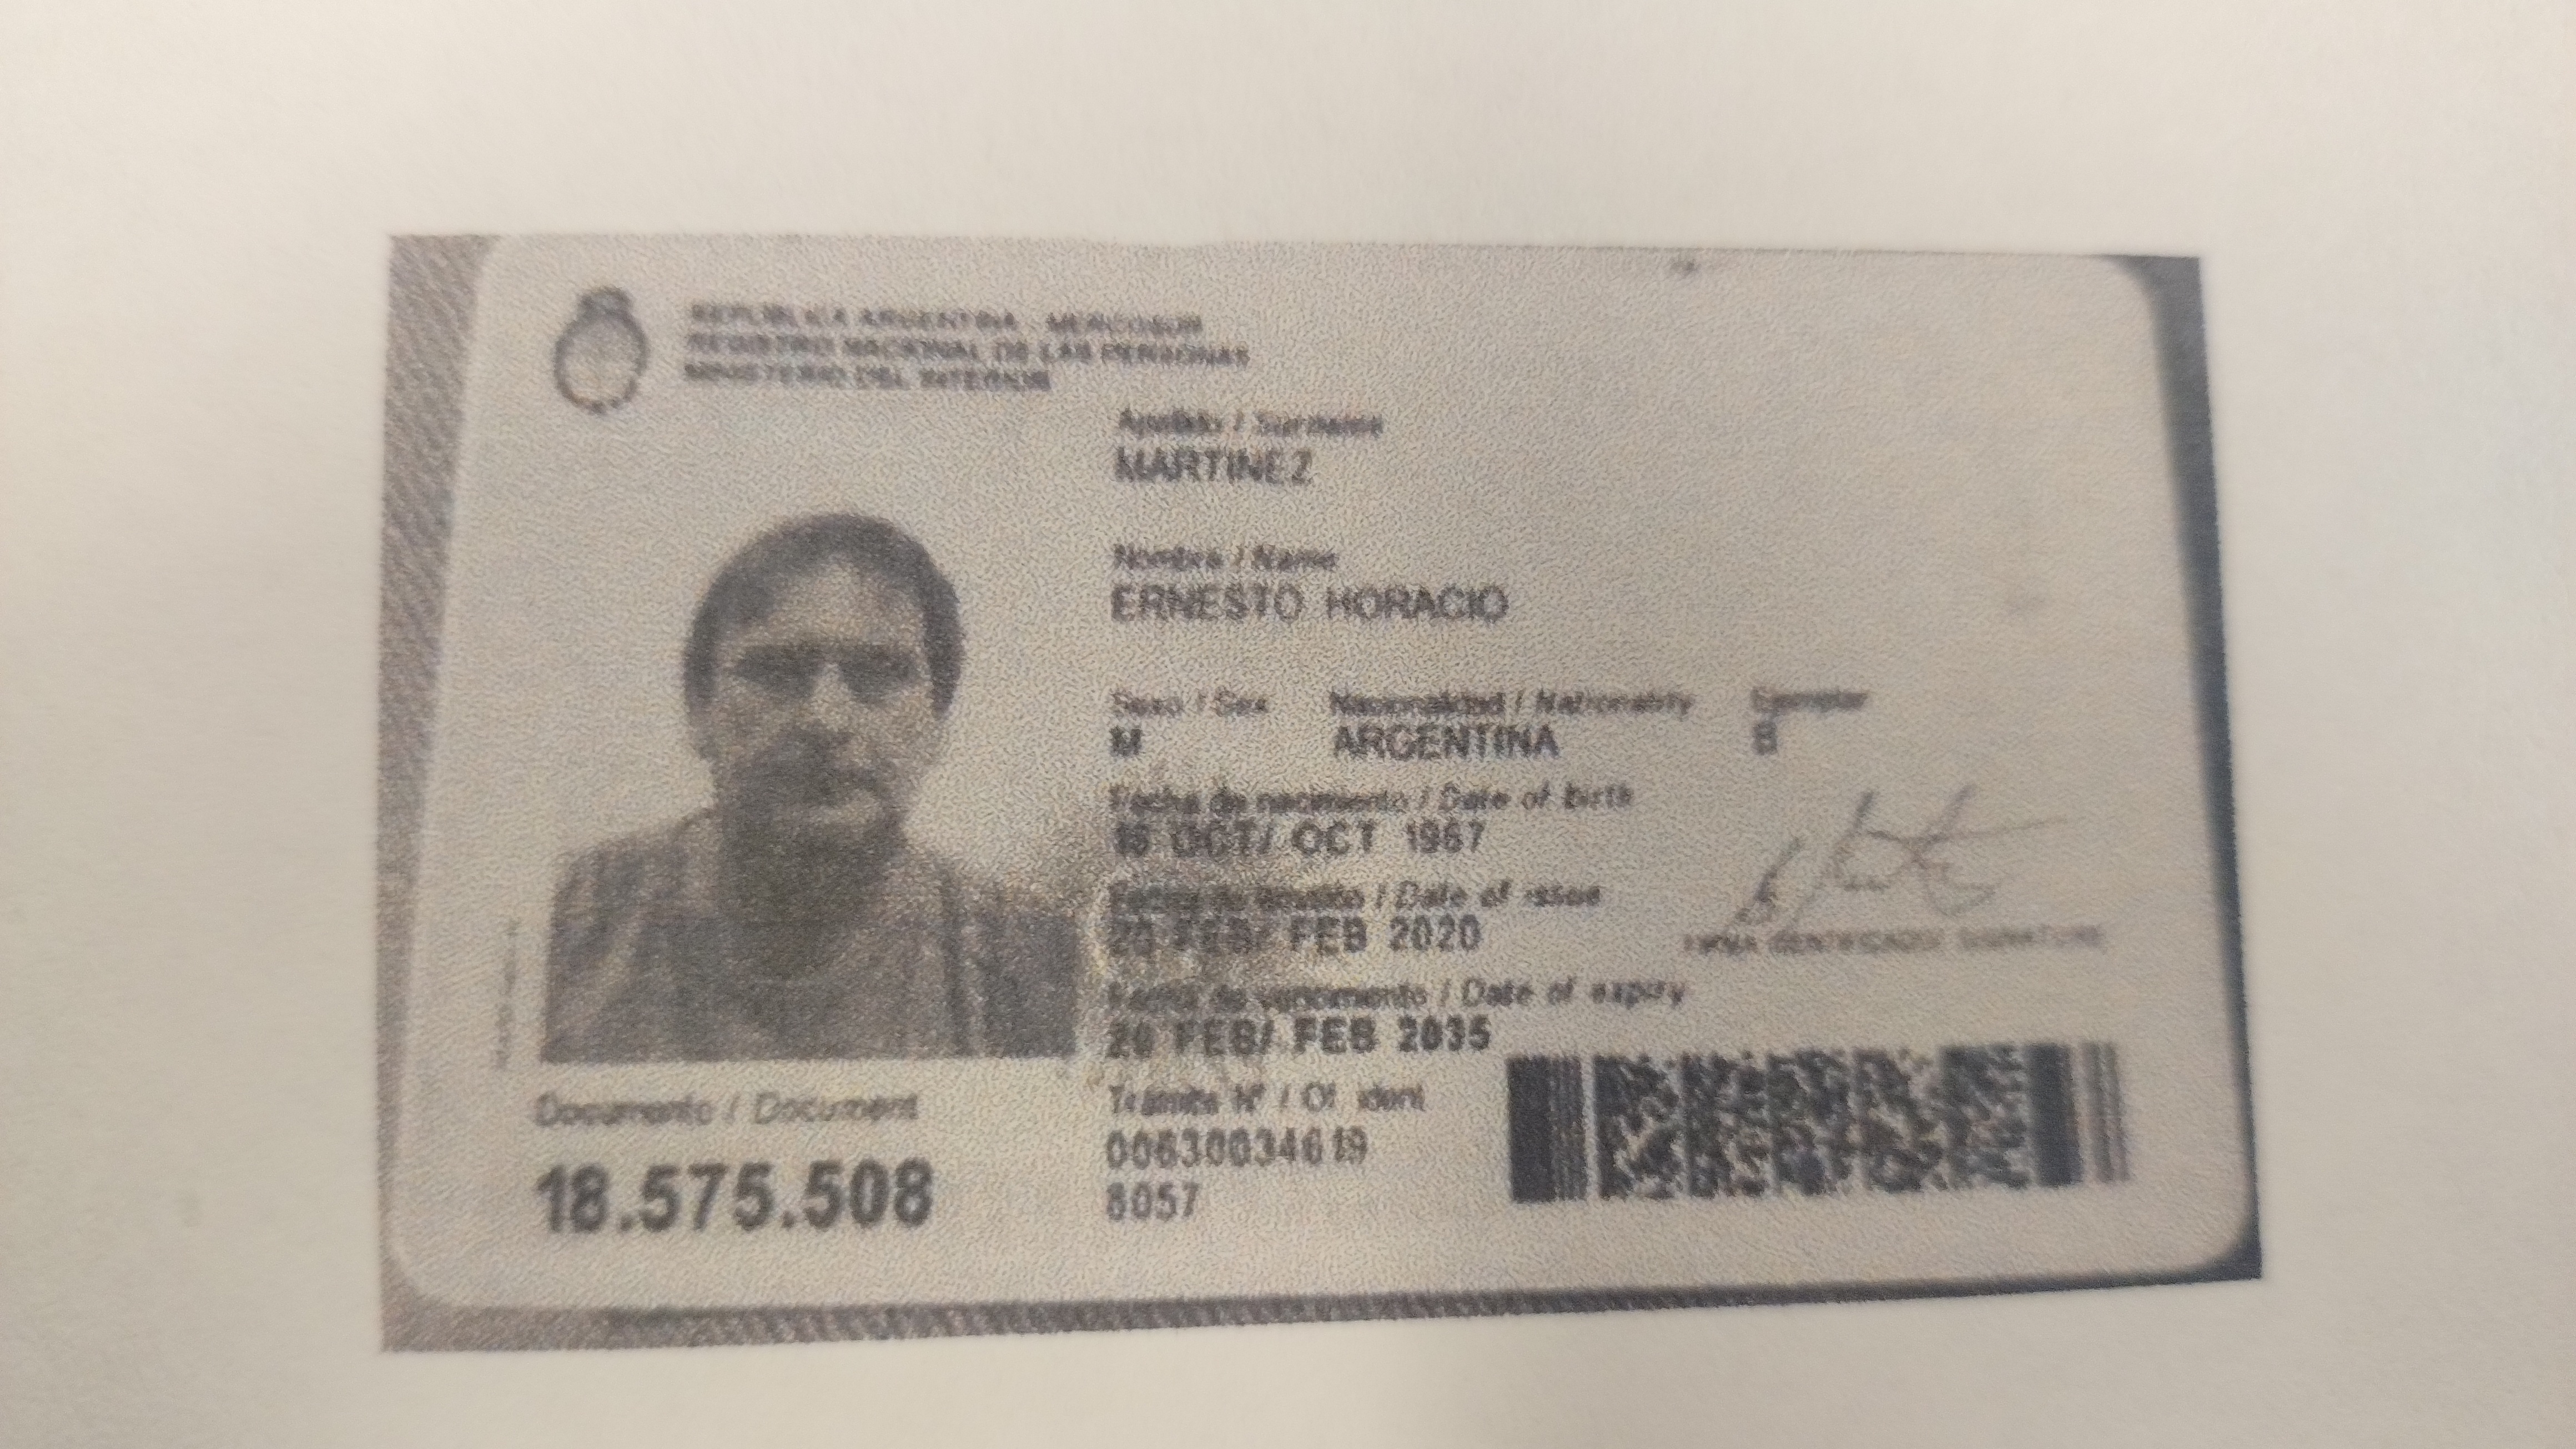 REPUBLICA ARGENTINA - MERCOSUR
REGISTRO NACIONAL DE LAS PERSONAS
MINISTERIO DEL INTERIOR
Apellido / Surname
MARTINEZ
Nombre / Name
ERNESTO HORACIO
Sexo / Sex Nacionalidad / Nationality Ejemplar
M ARGENTINA B
Fecha de nacimiento / Date of birth
OCT/ OCT 1967
Fecha de emisión / Date of issue
20 FEB/ FEB 2020
FIRMA IDENTIFICADO/ SIGNATURE
Fecha de vencimiento / Date of expiry
20 FEB/ FEB 2035
Documento / Document
18.575.508
Trámite Nº / Of. ident
00630034619
8057